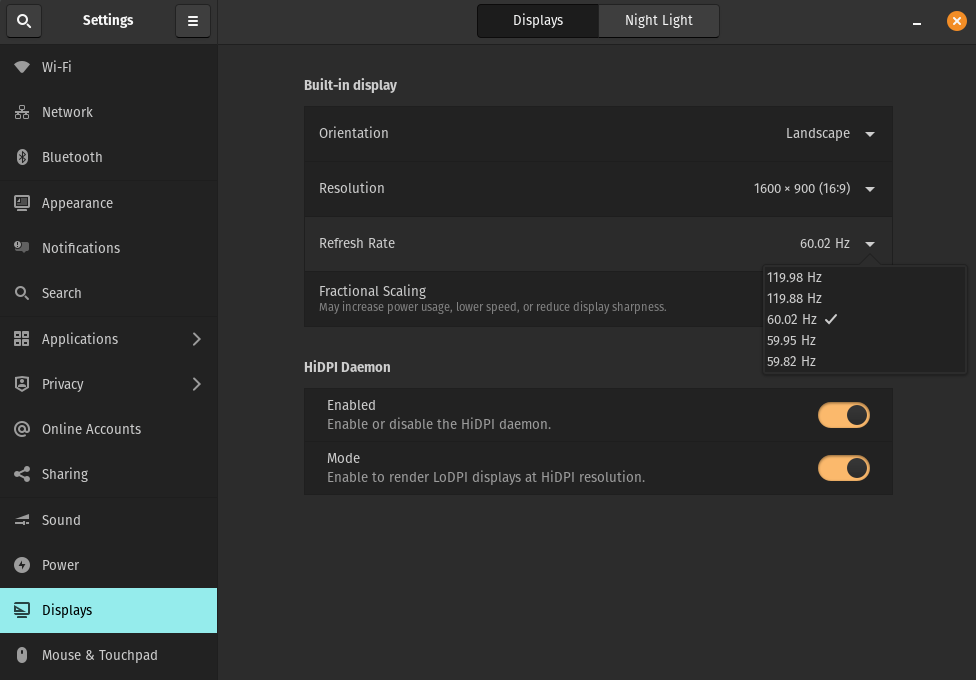 Settings
Displays
Night Light
Wi-Fi
Network
Bluetooth
Appearance
Notifications
Search
Applications
Privacy
Online Accounts
Sharing
Sound
Power
Displays
Mouse & Touchpad
Built-in display
Orientation
Landscape
Resolution
1600 × 900 (16:9)
Refresh Rate
60.02 Hz
119.98 Hz
119.88 Hz
60.02 Hz
59.95 Hz
59.82 Hz
Fractional Scaling
May increase power usage, lower speed, or reduce display sharpness.
HiDPI Daemon
Enabled
Enable or disable the HiDPI daemon.
Mode
Enable to render LoDPI displays at HiDPI resolution.